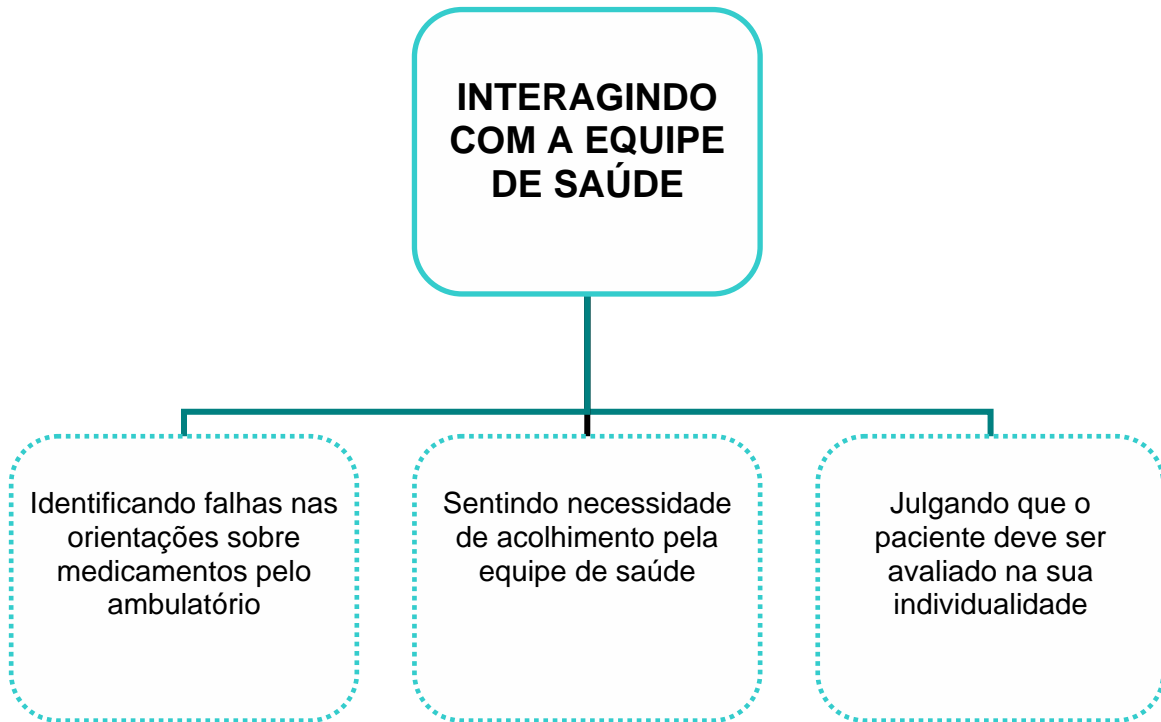 INTERAGINDO
COM A EQUIPE
DE SAÚDE
Identificando falhas nas
orientações sobre
medicamentos pelo
ambulatório
Sentindo necessidade
de acolhimento pela
equipe de saúde
Julgando que o
paciente deve ser
avaliado na sua
individualidade